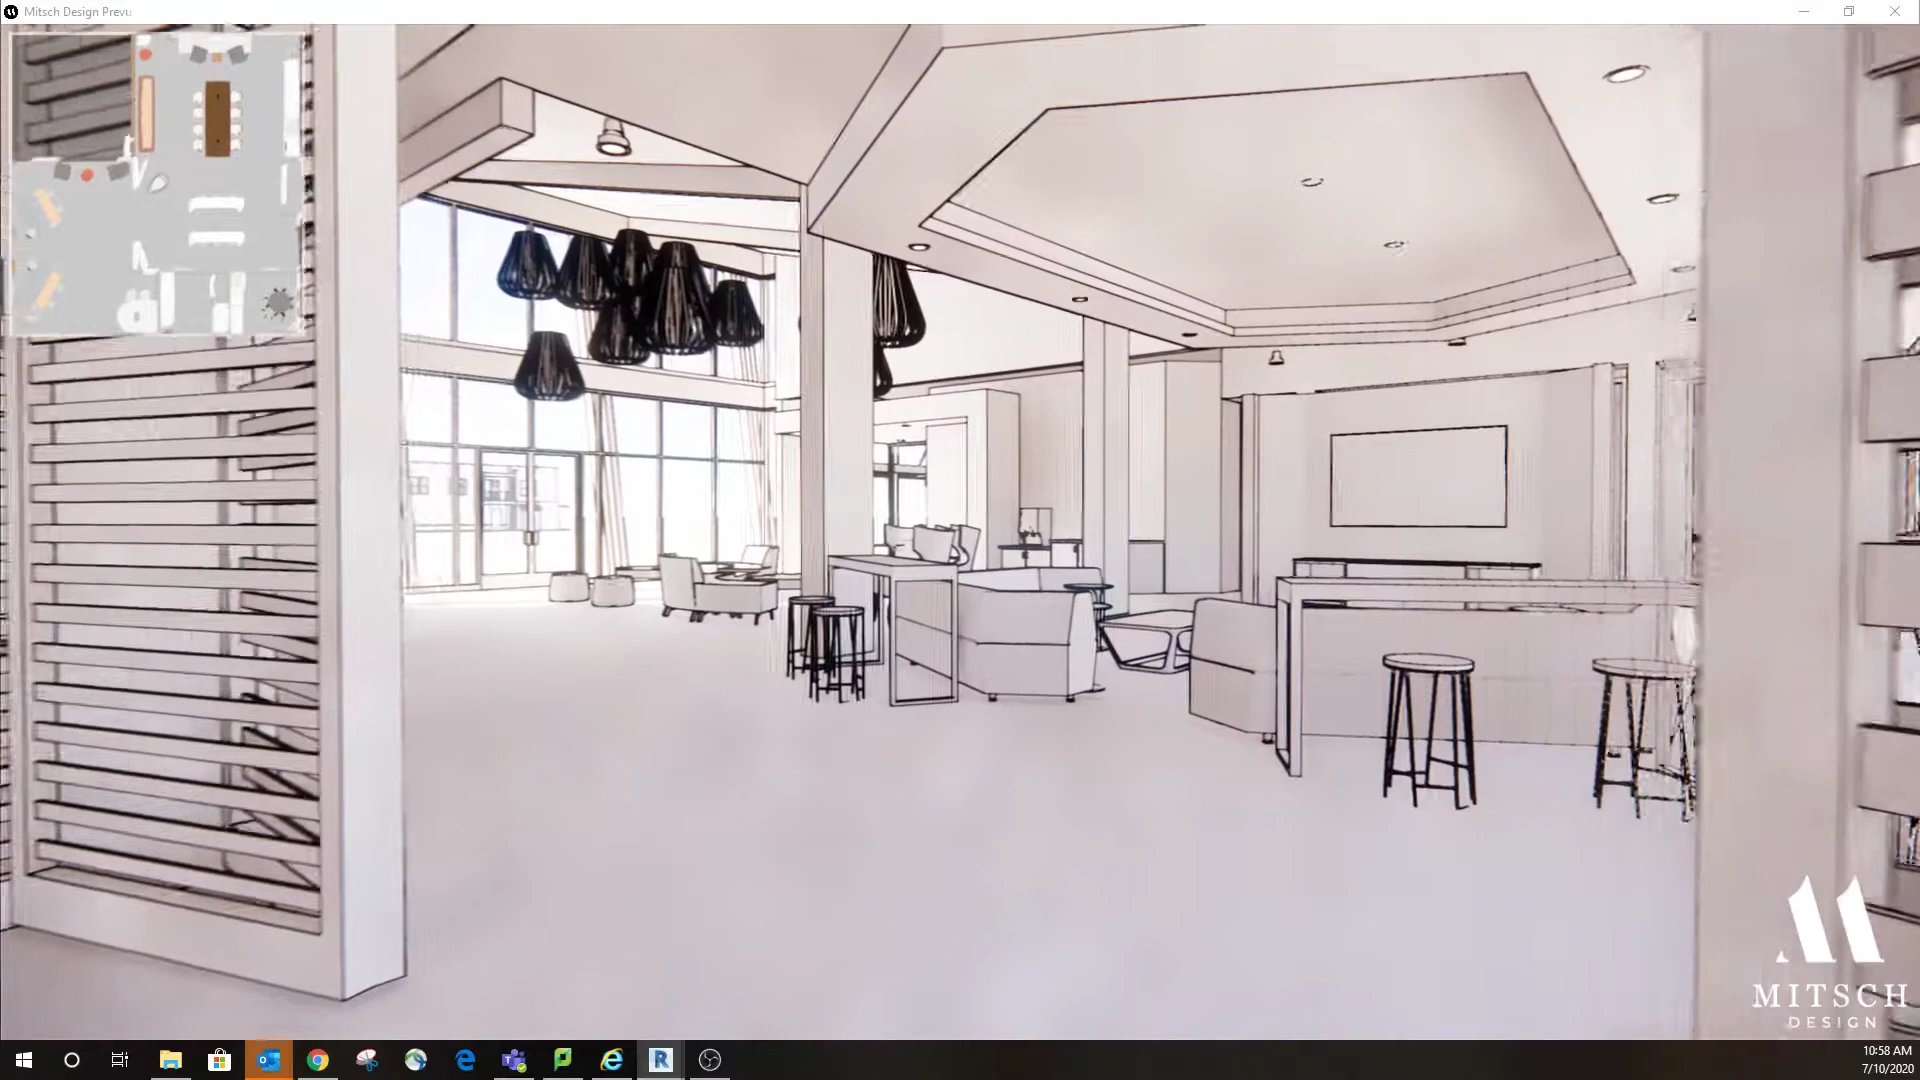 Mitsch Design Prevu
MITSCH
DESIGN
10:58 AM
7/10/2020